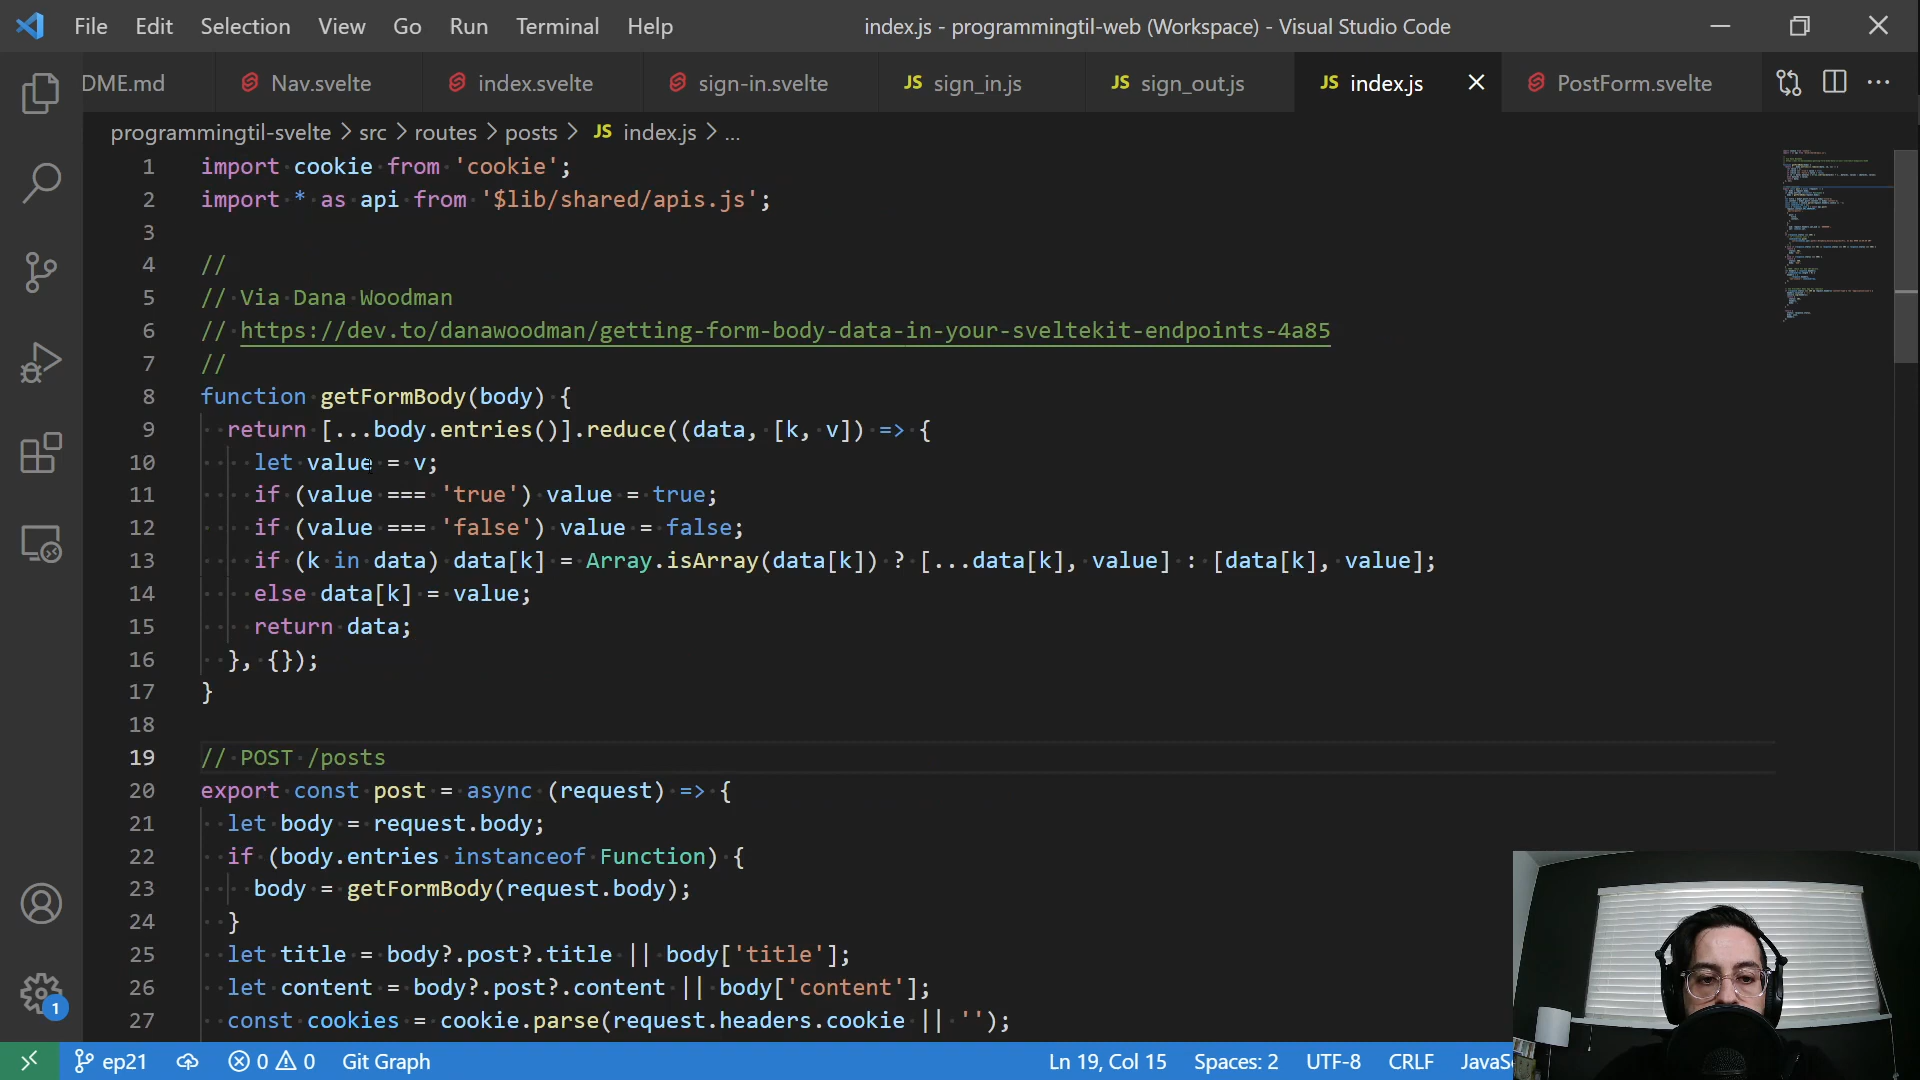 File Edit Selection View Go Run Terminal Help index.js - programmingtil-web (Workspace) - Visual Studio Code
DME.md Nav.svelte index.svelte sign-in.svelte JS sign_in.js JS sign_out.js JS index.js PostForm.svelte
programmingtil-svelte > src > routes > posts > JS index.js > ...
1 import cookie from 'cookie';
2 import * as api from '$lib/shared/apis.js';
3
4 //
5 // Via Dana Woodman
6 // https://dev.to/danawoodman/getting-form-body-data-in-your-sveltekit-endpoints-4a85
7 //
8 function getFormBody(body) {
9 return [...body.entries()].reduce((data, [k, v]) => {
10 let value = v;
11 if (value === 'true') value = true;
12 if (value === 'false') value = false;
13 if (k in data) data[k] = Array.isArray(data[k]) ? [...data[k], value] : [data[k], value];
14 else data[k] = value;
15 return data;
16 }, {});
17 }
18
19 // POST /posts
20 export const post = async (request) => {
21 let body = request.body;
22 if (body.entries instanceof Function) {
23 body = getFormBody(request.body);
24 }
25 let title = body?.post?.title || body['title'];
26 let content = body?.post?.content || body['content'];
27 const cookies = cookie.parse(request.headers.cookie || '');
1
ep21 0 0 Git Graph Ln 19, Col 15 Spaces: 2 UTF-8 CRLF JavaS